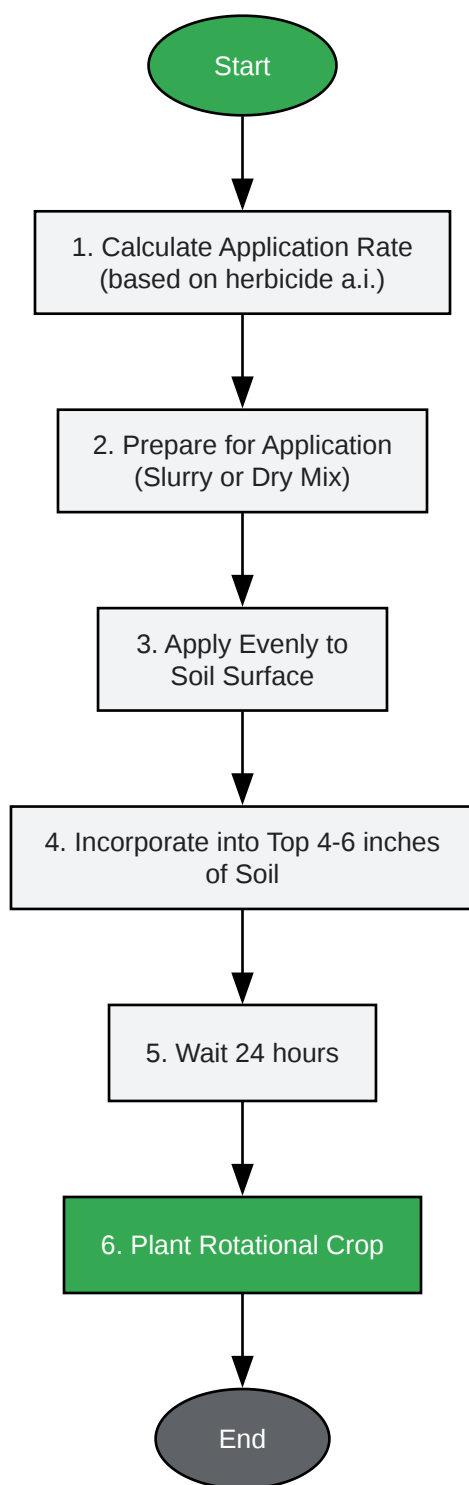 Start
1. Calculate Application Rate
(based on herbicide a.i.)
2. Prepare for Application
(Slurry or Dry Mix)
3. Apply Evenly to
Soil Surface
4. Incorporate into Top 4-6 inches
of Soil
5. Wait 24 hours
6. Plant Rotational Crop
End